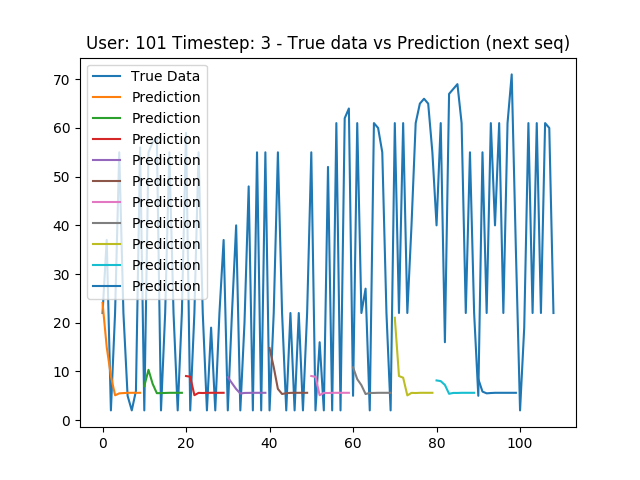 User: 101 Timestep: 3 - True data vs Prediction (next seq)
True Data
Prediction
Prediction
Prediction
Prediction
Prediction
Prediction
Prediction
Prediction
Prediction
Prediction
70
60
50
40
30
20
10
0
0 20 40 60 80 100